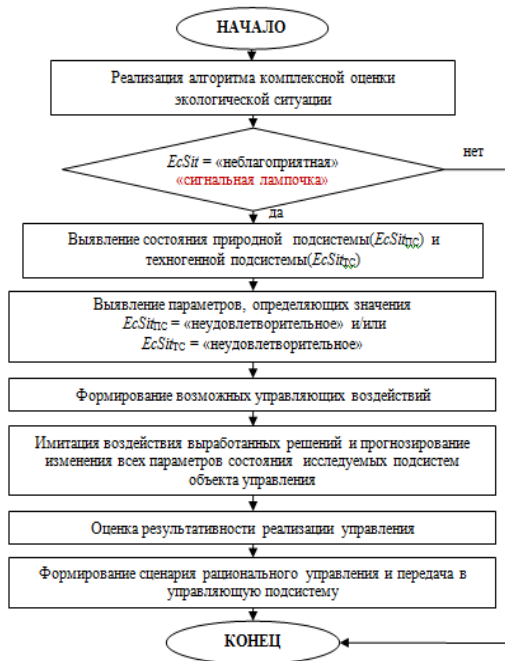 НАЧАЛО
Реализация алгоритма комплексной оценки
экологической ситуации
EcSit = «неблагоприятная»
«сигнальная лампочка»
нет
да
Выявление состояния природной подсистемы(EcSitПС) и
техногенной подсистемы(EcSitТС)
Выявление параметров, определяющих значения
EcSitПС = «неудовлетворительное» и/или
EcSitТС = «неудовлетворительное»
Формирование возможных управляющих воздействий
Имитация воздействия выработанных решений и прогнозирование
изменения всех параметров состояния исследуемых подсистем
объекта управления
Оценка результативности реализации управления
Формирование сценария рационального управления и передача в
управляющую подсистему
КОНЕЦ